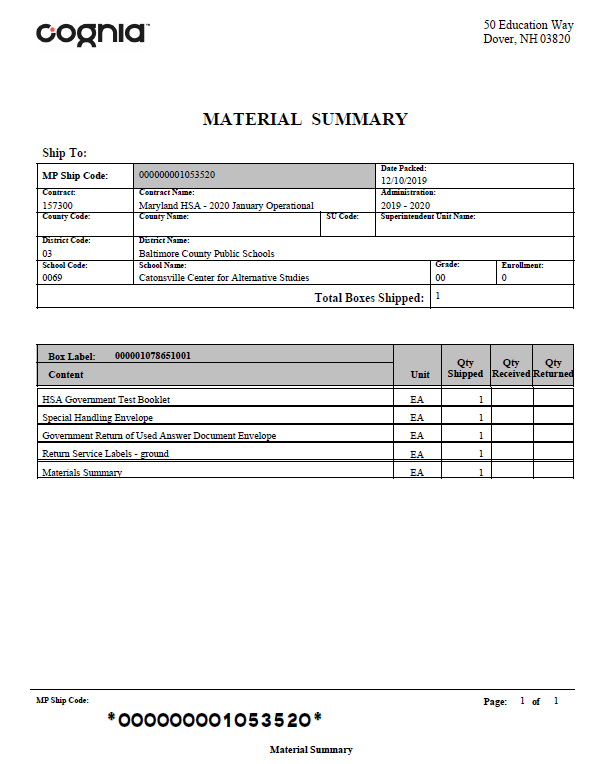 cognia™
50 Education Way
Dover, NH 03820
MATERIAL SUMMARY
Ship To:
MP Ship Code: 000000001053520 Date Packed: 12/10/2019
Contract: Contract Name: Administration:
157300 Maryland HSA - 2020 January Operational 2019 - 2020
County Code: County Name: SU Code: Superintendent Unit Name:
District Code: District Name:
03 Baltimore County Public Schools
School Code: School Name: Grade: Enrollment:
0069 Catonsville Center for Alternative Studies 00 0
Total Boxes Shipped: 1
Box Label: 000001078651001
Content Unit Qty Shipped Qty Received Qty Returned
HSA Government Test Booklet EA 1
Special Handling Envelope EA 1
Government Return of Used Answer Document Envelope EA 1
Return Service Labels - ground EA 1
Materials Summary EA 1
MP Ship Code: Page: 1 of 1
*000000001053520*
Material Summary